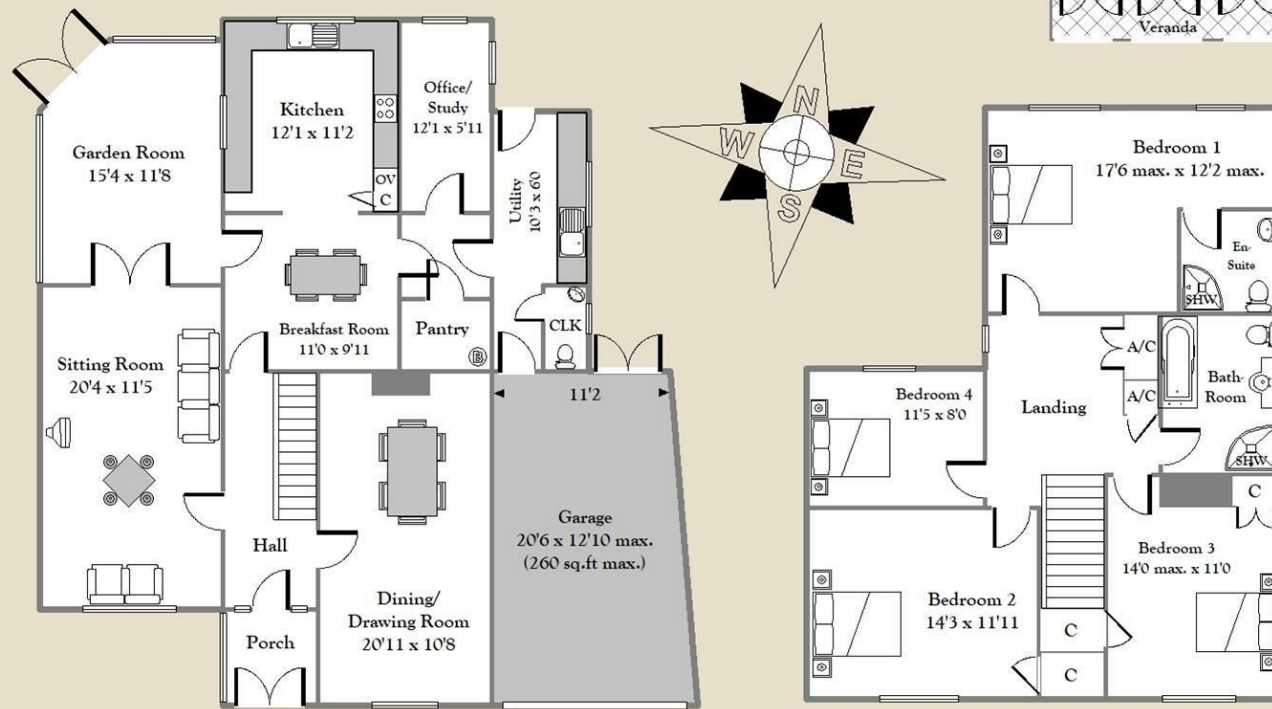 Veranda
Kitchen
12'1 x 11'2
Office/
Study
12'1 x 5'11
Garden Room
15'4 x 11'8
OV
C
Utility
10'3 x 6'0
N
W
E
S
Bedroom 1
17'6 max. x 12'2 max.
En-
Suite
SHW
Breakfast Room
11'0 x 9'11
Pantry
B
CLK
Sitting Room
20'4 x 11'5
11'2
A/C
A/C
Bath-
Room
SHW
Landing
Bedroom 4
11'5 x 8'0
Hall
Garage
20'6 x 12'10 max.
(260 sq.ft max.)
C
Bedroom 3
14'0 max. x 11'0
Dining/
Drawing Room
20'11 x 10'8
Porch
Bedroom 2
14'3 x 11'11
C
C